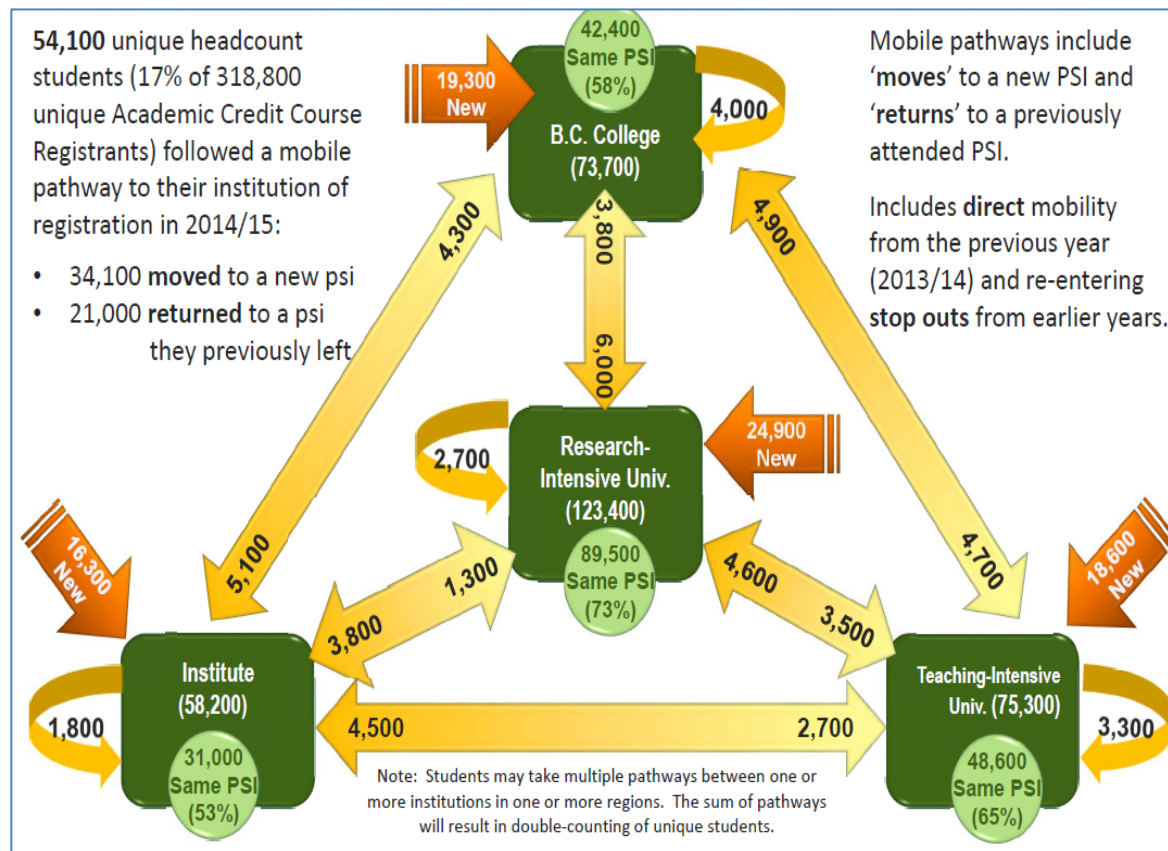 54,100 unique headcount
students (17% of 318,800
unique Academic Credit Course
Registrants) followed a mobile
pathway to their institution of
registration in 2014/15:
• 34,100 moved to a new psi
• 21,000 returned to a psi
they previously left
19,300
New
42,400
Same PSI
(58%)
B.C. College
(73,700)
4,000
Mobile pathways include
‘moves’ to a new PSI and
‘returns’ to a previously
attended PSI.
Includes direct mobility
from the previous year
(2013/14) and re-entering
stop outs from earlier years.
4,300
5,100
3,800
6,000
4,900
4,700
2,700
Research-
Intensive Univ.
(123,400)
89,500
Same PSI
(73%)
24,900
New
1,300
3,800
4,600
3,500
16,300
New
18,600
New
1,800
Institute
(58,200)
31,000
Same PSI
(53%)
4,500
2,700
Teaching-Intensive
Univ. (75,300)
48,600
Same PSI
(65%)
3,300
Note: Students may take multiple pathways between one or
more institutions in one or more regions. The sum of pathways
will result in double-counting of unique students.